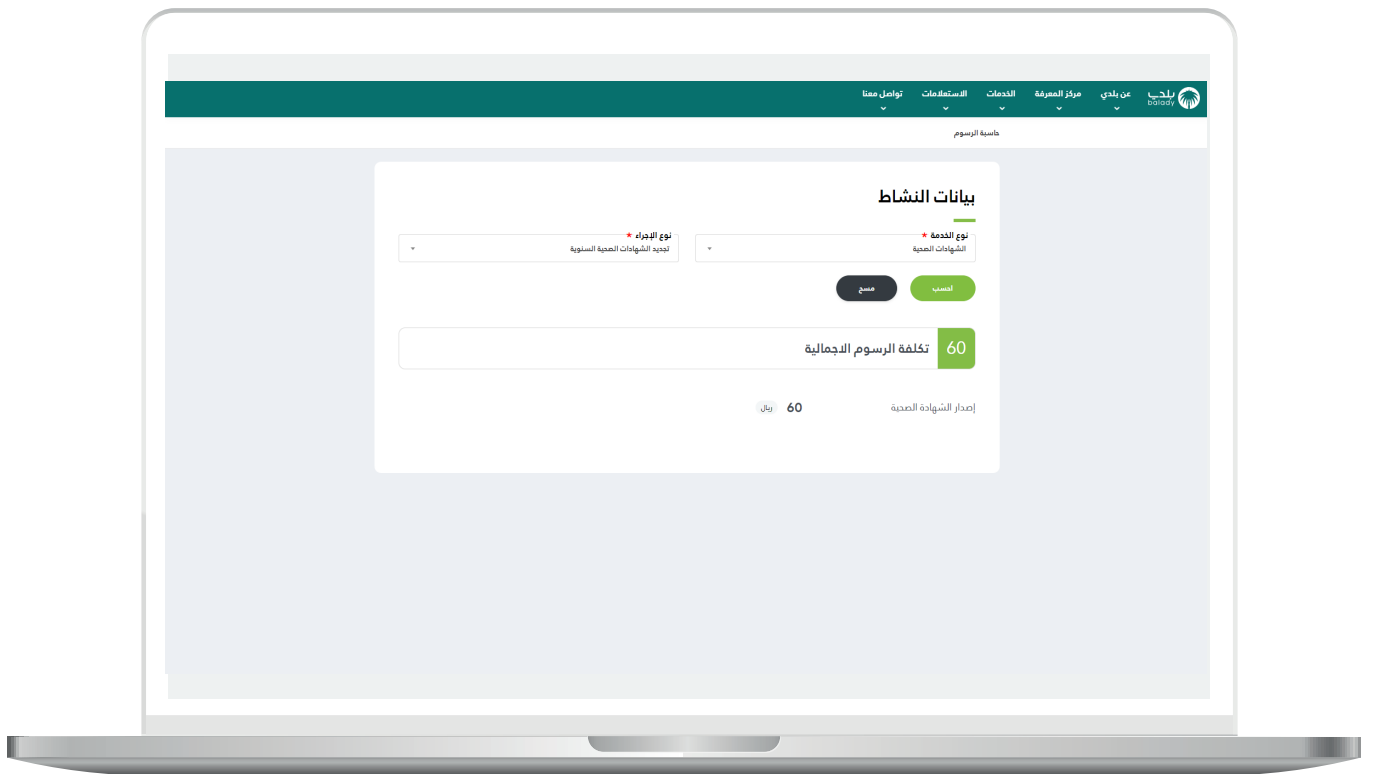 بلدي
balady
عن بلدي
مركز المعرفة
الخدمات
الاستعلامات
تواصل معنا
حاسبة الرسوم
بيانات النشاط
نوع الخدمة *
الشهادات الصحية
نوع الإجراء *
تجديد الشهادات الصحية السنوية
احسب
مسح
60 تكلفة الرسوم الاجمالية
إصدار الشهادة الصحية 60 ريال